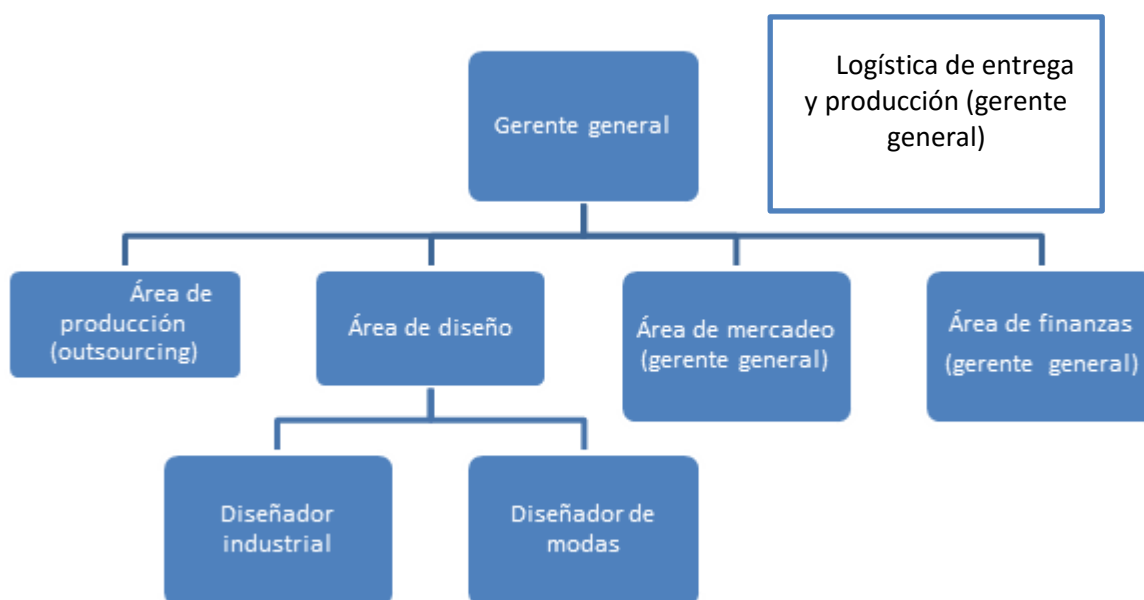 Gerente general
Logística de entrega
y producción (gerente
general)
Área de
producción
(outsourcing)
Área de diseño
Área de mercadeo
(gerente general)
Área de finanzas
(gerente general)
Diseñador
industrial
Diseñador de
modas